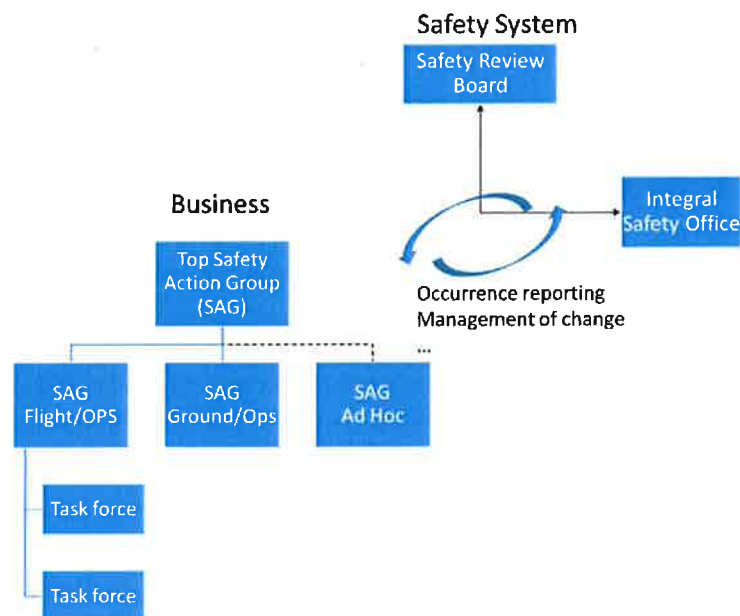 Safety System
Safety Review
Board
Integral
Safety Office
Business
Top Safety
Action Group
(SAG)
Occurrence reporting
Management of change
...
SAG
Flight/OPS
SAG
Ground/Ops
SAG
Ad Hoc
Task force
Task force